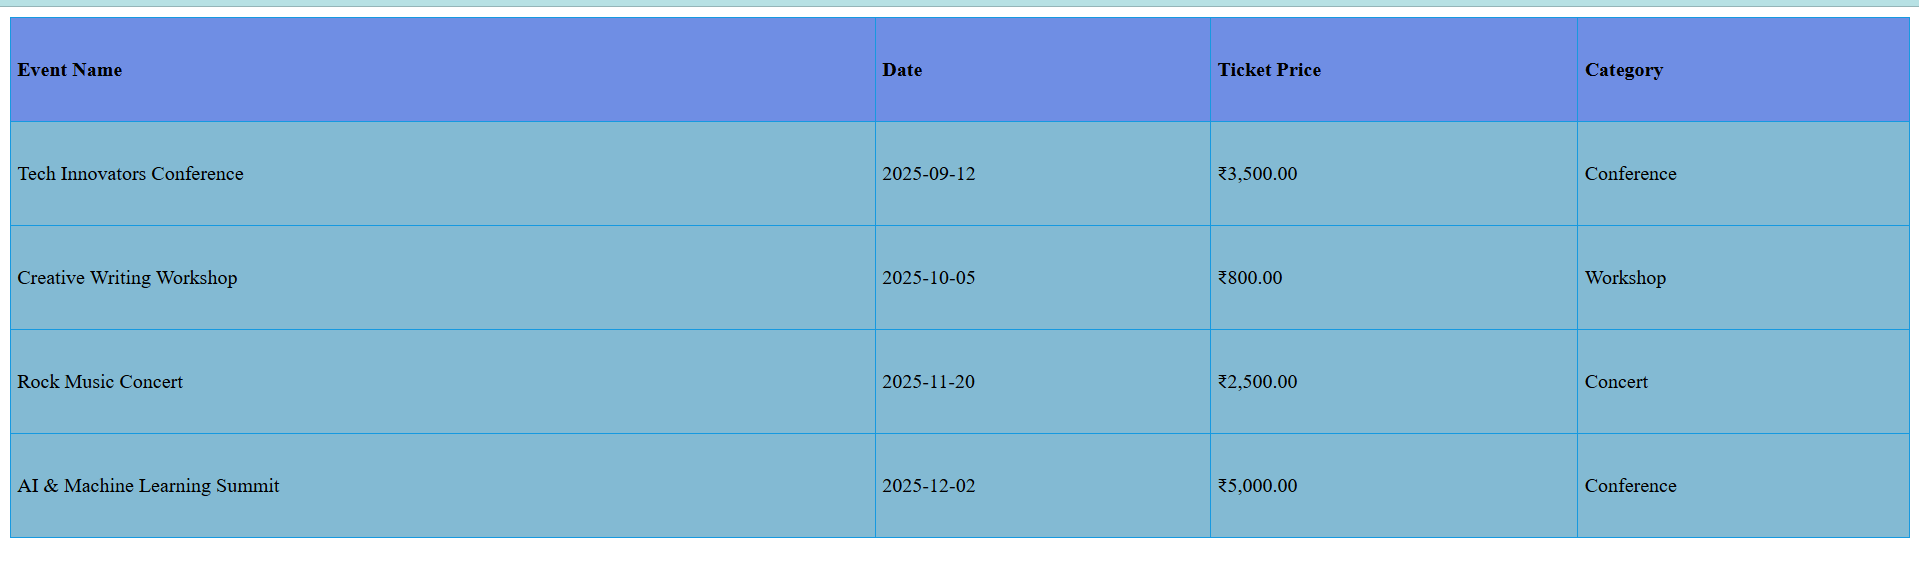 Event Name Date Ticket Price Category
Tech Innovators Conference 2025-09-12 ₹3,500.00 Conference
Creative Writing Workshop 2025-10-05 ₹800.00 Workshop
Rock Music Concert 2025-11-20 ₹2,500.00 Concert
AI & Machine Learning Summit 2025-12-02 ₹5,000.00 Conference